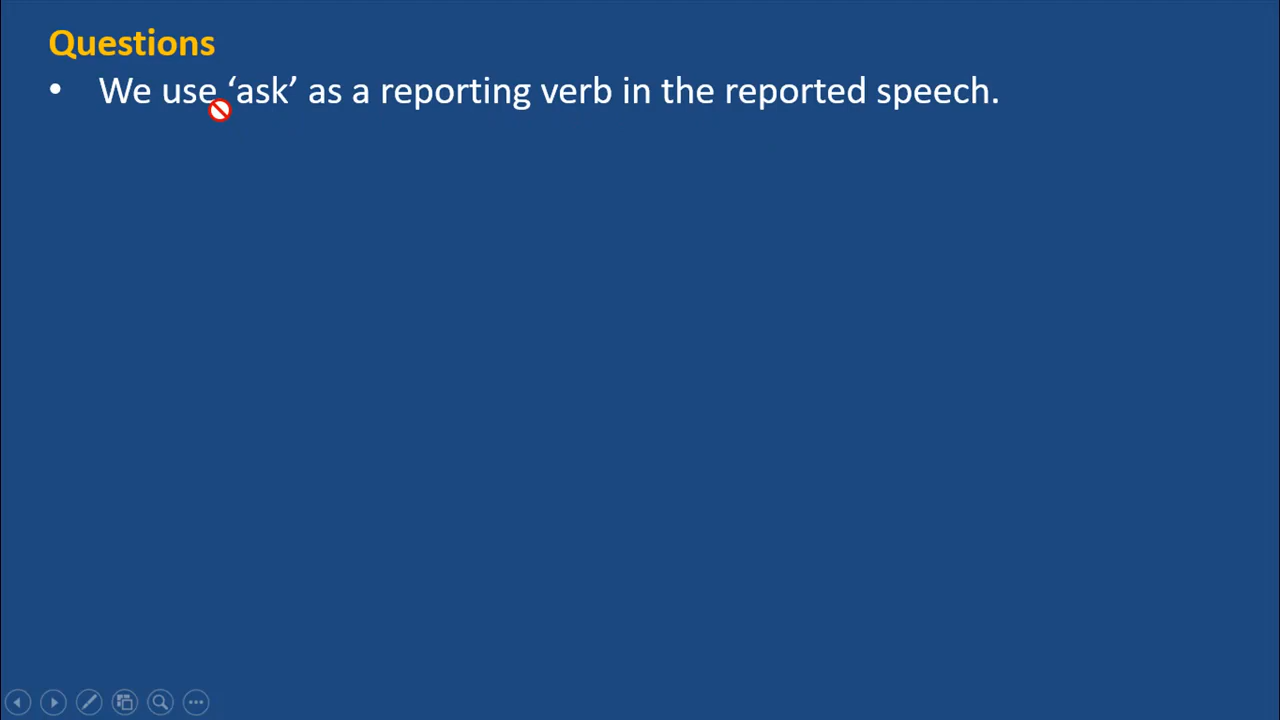 Questions
• We use ‘ask’ as a reporting verb in the reported speech.